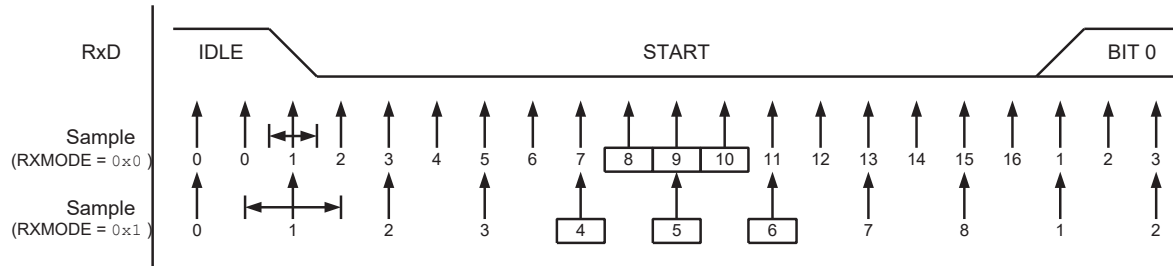 RxD IDLE START BIT 0
Sample
(RXMODE = 0x0 ) 0 0 1 2 3 4 5 6 7 8 9 10 11 12 13 14 15 16 1 2 3
Sample
(RXMODE = 0x1 ) 0 1 2 3 4 5 6 7 8 1 2